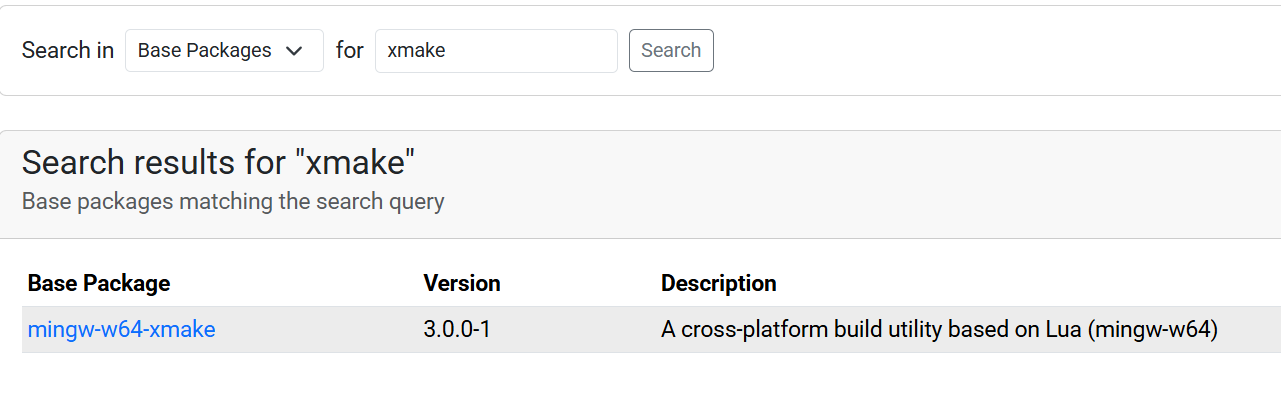 Search in Base Packages for xmake Search
Search results for "xmake"
Base packages matching the search query
Base Package Version Description
mingw-w64-xmake 3.0.0-1 A cross-platform build utility based on Lua (mingw-w64)